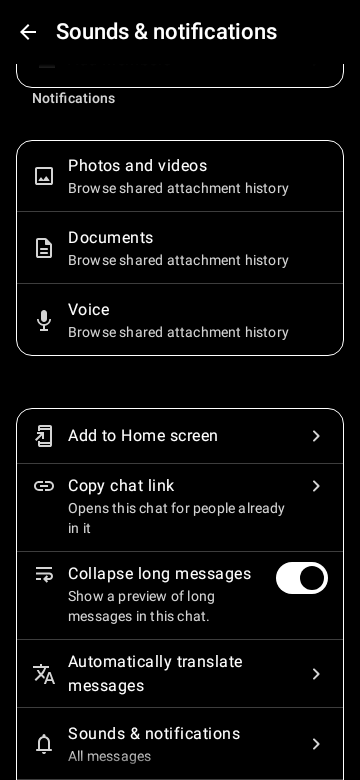 Sounds & notifications
Notifications
Photos and videos
Browse shared attachment history
Documents
Browse shared attachment history
Voice
Browse shared attachment history
Add to Home screen
Copy chat link
Opens this chat for people already
in it
Collapse long messages
Show a preview of long
messages in this chat.
Automatically translate
messages
Sounds & notifications
All messages